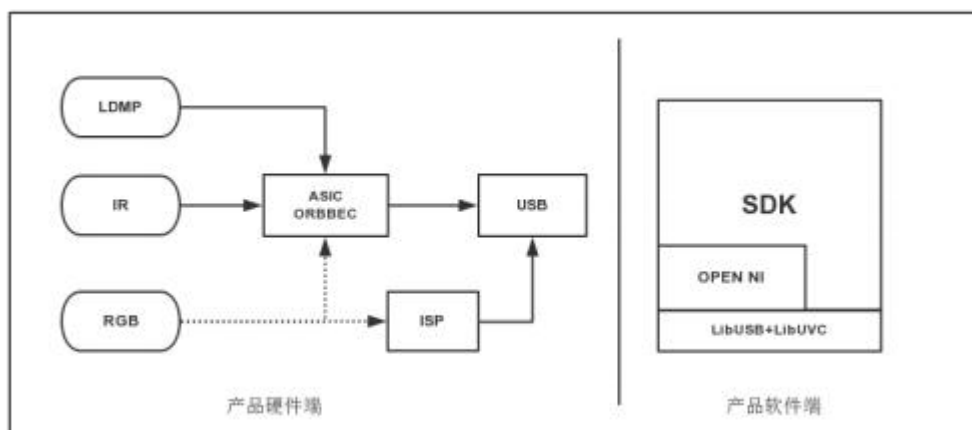 LDMP
IR
ASIC
ORBBEC
USB
RGB
ISP
产品硬件端
SDK
OPEN NI
LibUSB+LibUVC
产品软件端